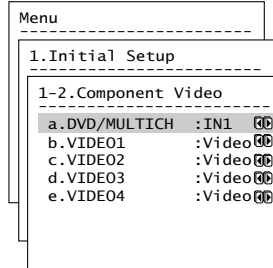 Menu
1.Initial Setup
1-2.Component Video
a.DVD/MULTICH :IN1
b.VIDEO1 :Video
c.VIDEO2 :Video
d.VIDEO3 :Video
e.VIDEO4 :Video